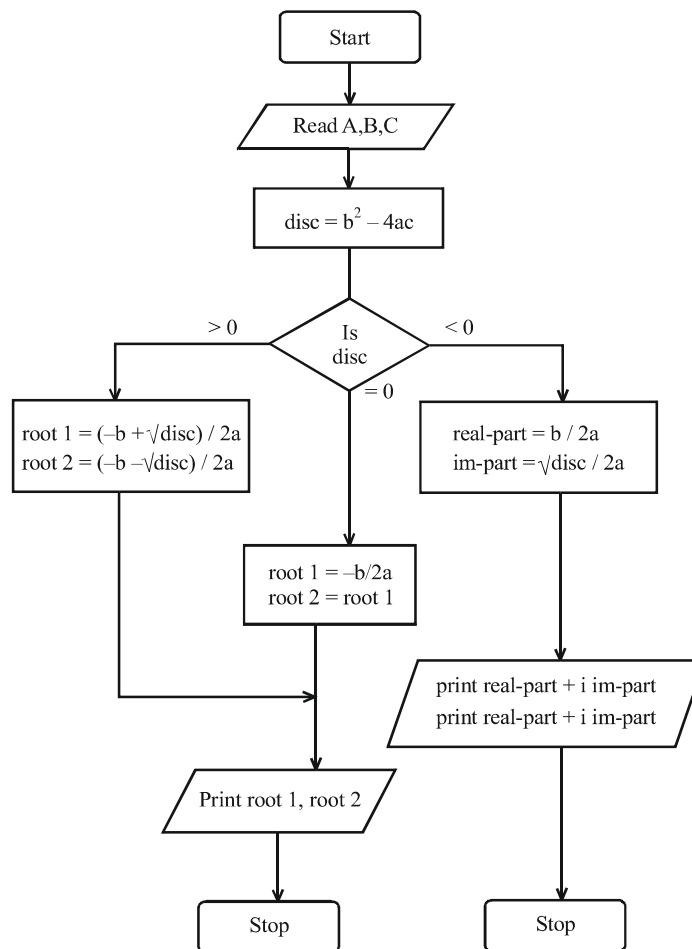 Start
Read A,B,C
disc = b² – 4ac
> 0
Is
disc
< 0
= 0
root 1 = (–b + √disc) / 2a
root 2 = (–b –√disc) / 2a
real-part = b / 2a
im-part = √disc / 2a
root 1 = –b/2a
root 2 = root 1
print real-part + i im-part
print real-part + i im-part
Print root 1, root 2
Stop
Stop